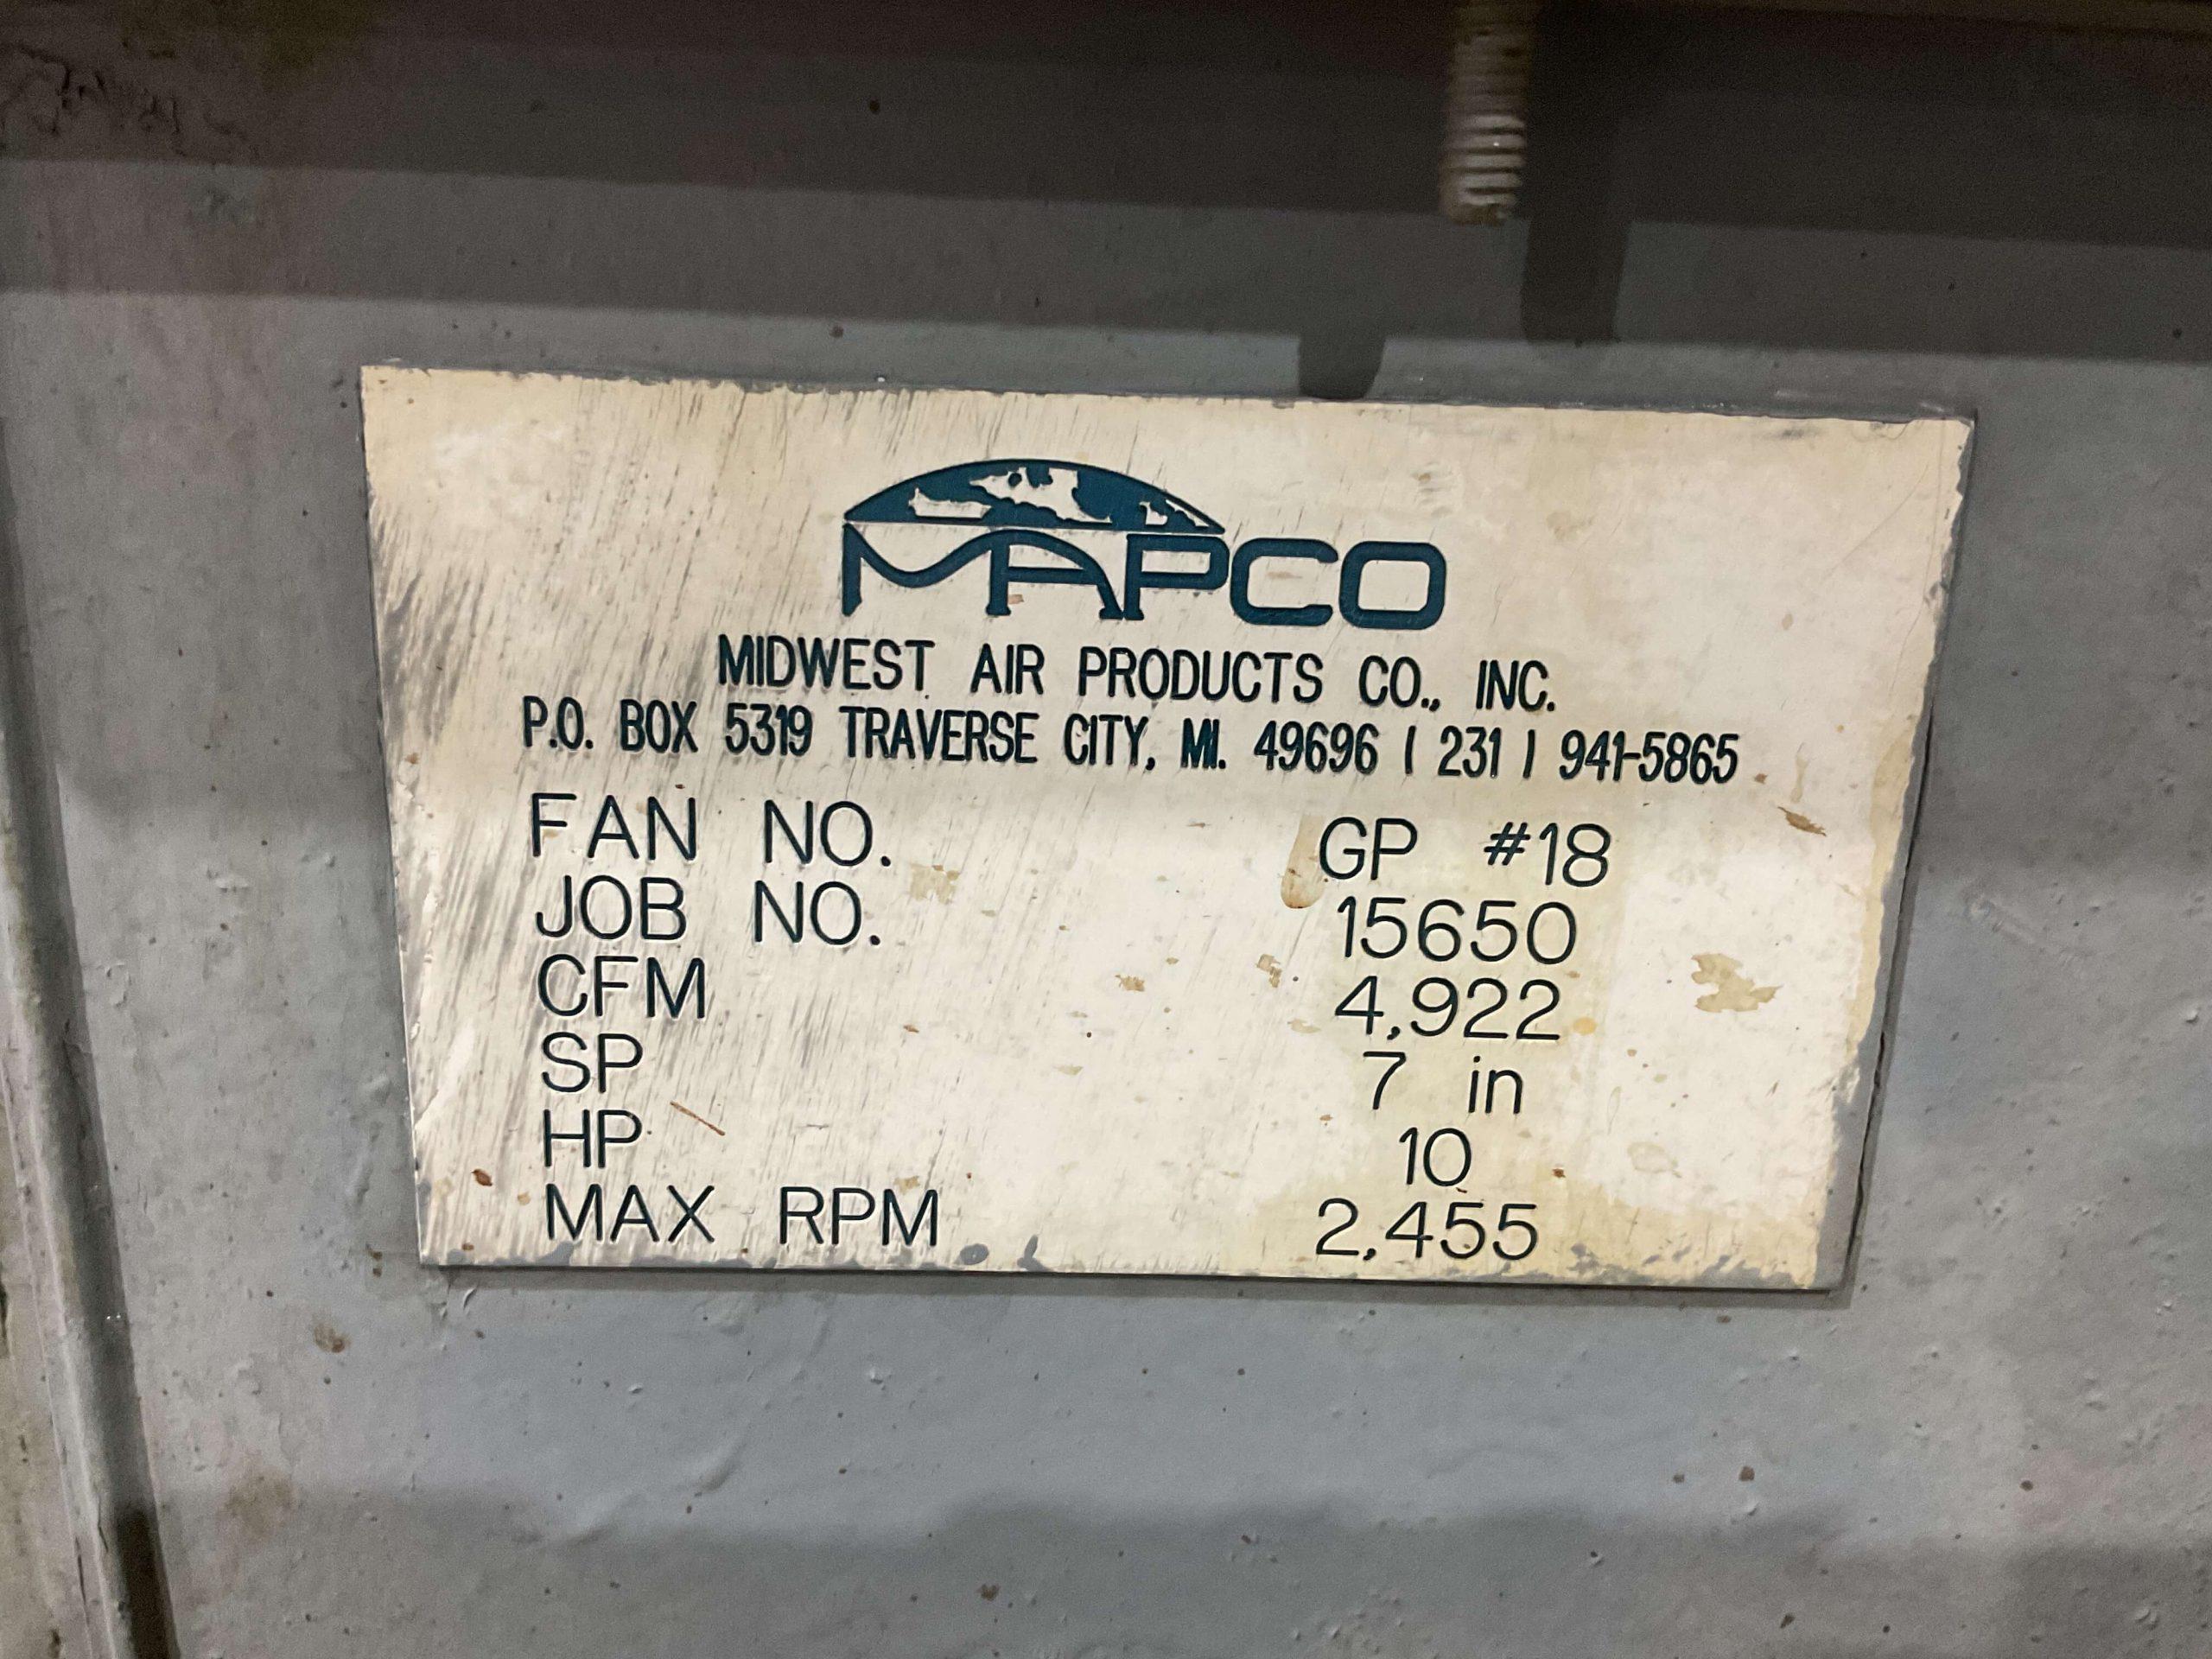 MAPCO
MIDWEST AIR PRODUCTS CO., INC.
P.O. BOX 5319 TRAVERSE CITY, MI. 49696 ( 231 ) 941-5865
FAN NO. GP #18
JOB NO. 15650
CFM 4,922
SP 7 in
HP 10
MAX RPM 2,455